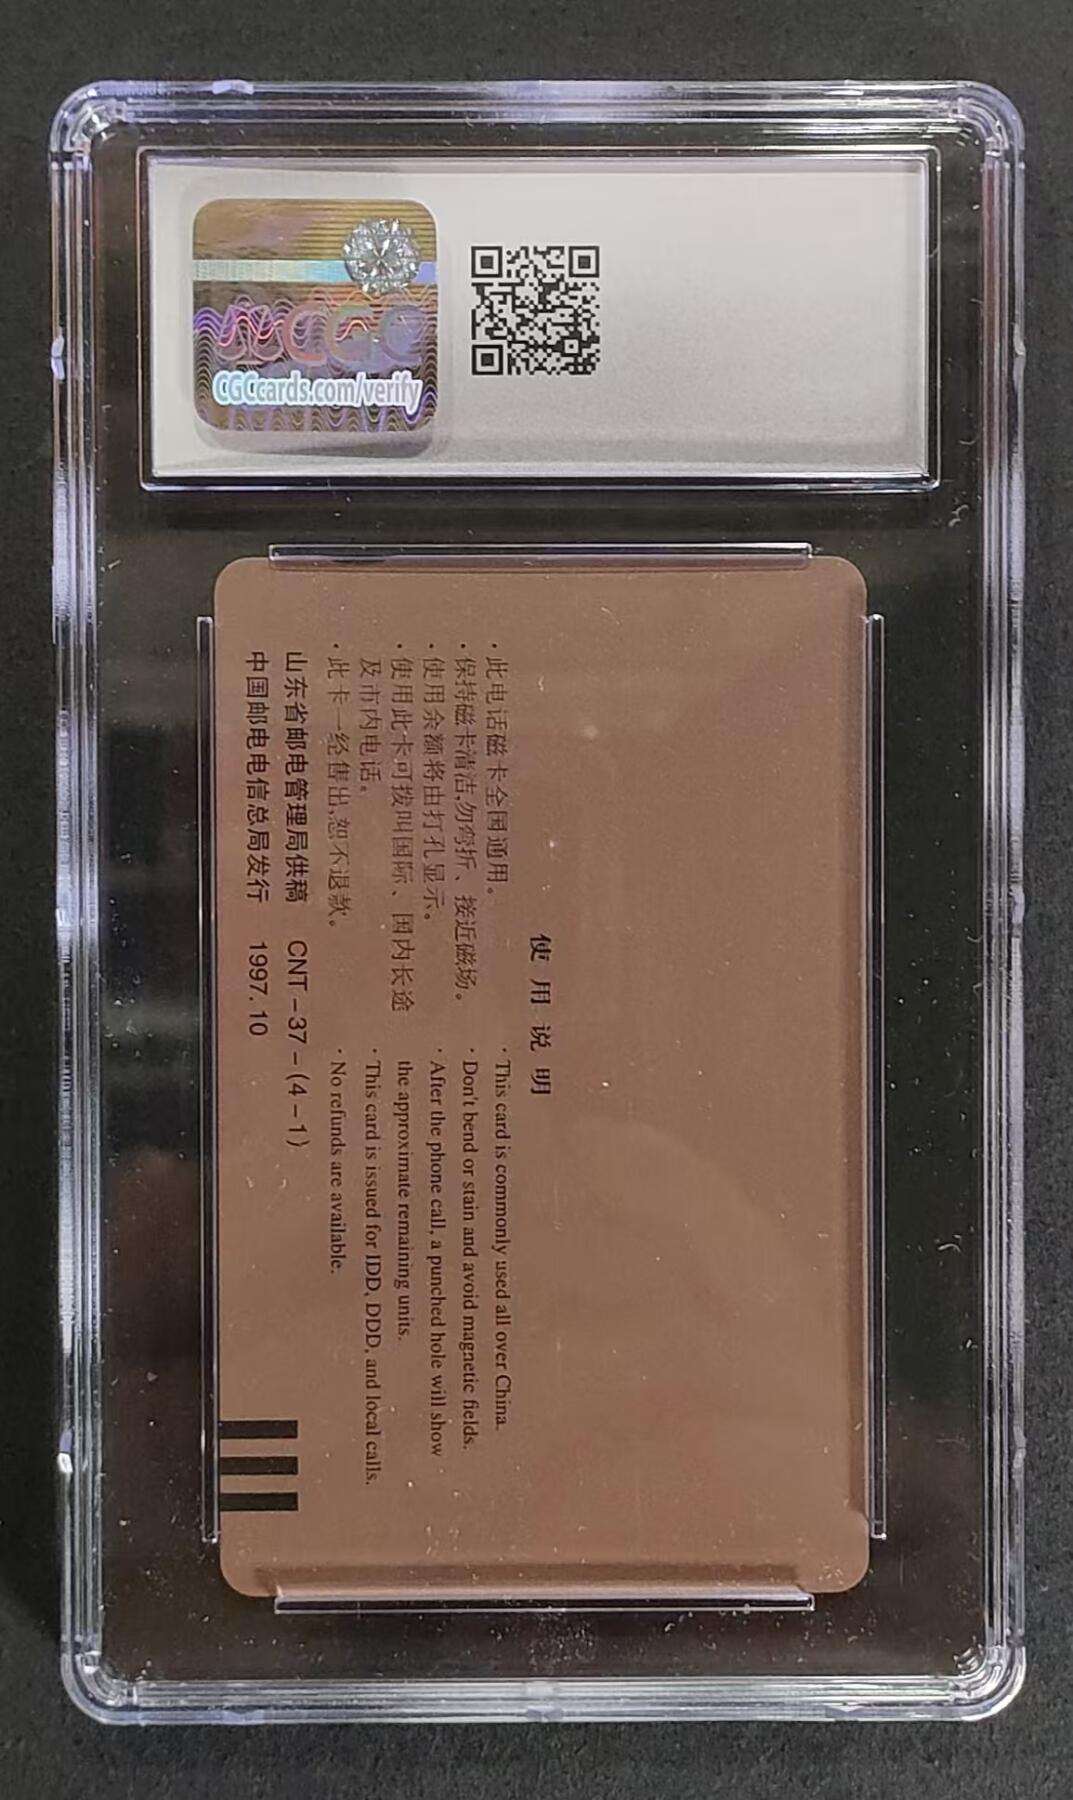 CGC
CGCcards.com/verify
使用说明
·此电话磁卡全国通用。
·保持磁卡清洁,勿弯折、接近磁场。
·使用余额将由打孔显示。
·使用此卡可拨叫国际、国内长途
及市内电话。
·此卡一经售出,恕不退款。
·This card is commonly used all over China.
·Don't bend or stain and avoid magnetic fields.
·After the phone call, a punched hole will show
the approximate remaining units.
·This card is issued for IDD, DDD, and local calls.
·No refunds are available.
山东省邮电管理局供稿 CNT-37-(4-1)
中国邮电电信总局发行 1997.10